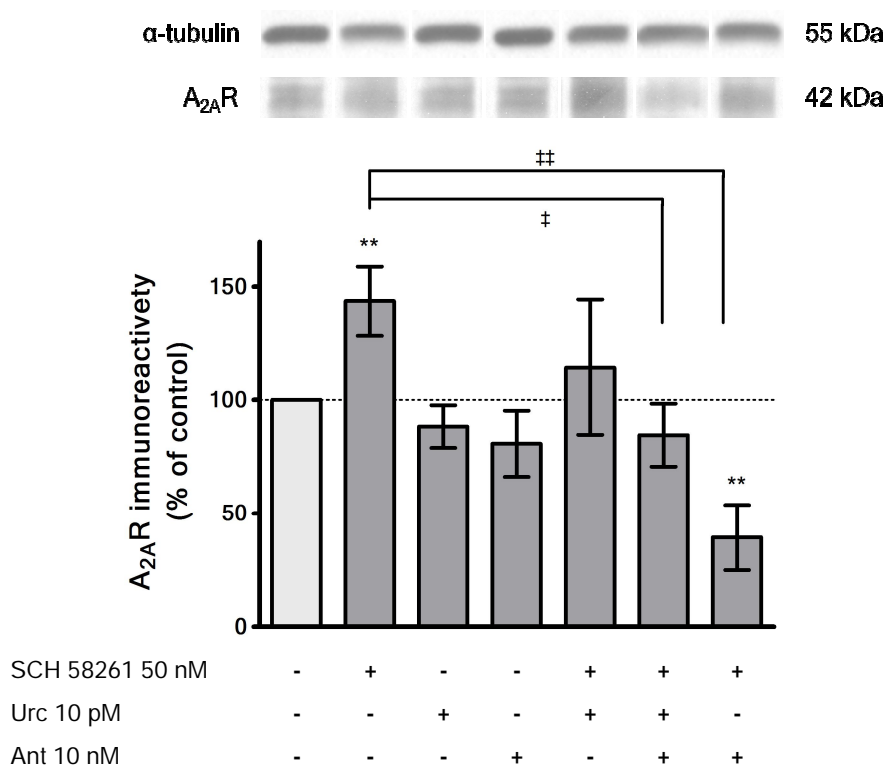 α-tubulin 55 kDa
A2AR 42 kDa
‡‡
‡
**
**
A2AR immunoreactivety
(% of control)
150
100
50
0
SCH 58261 50 nM - + - - + + +
Urc 10 pM - - + - + + -
Ant 10 nM - - - + - + +